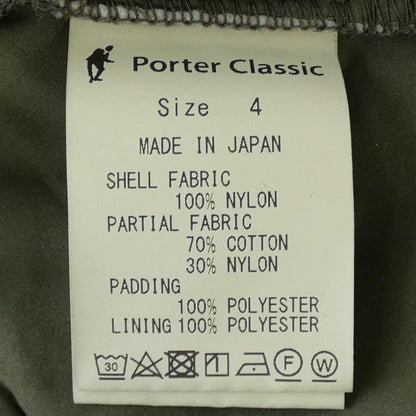 Porter Classic
Size 4
MADE IN JAPAN
SHELL FABRIC
100% NYLON
PARTIAL FABRIC
70% COTTON
30% NYLON
PADDING
100% POLYESTER
LINING 100% POLYESTER
30 1 F W